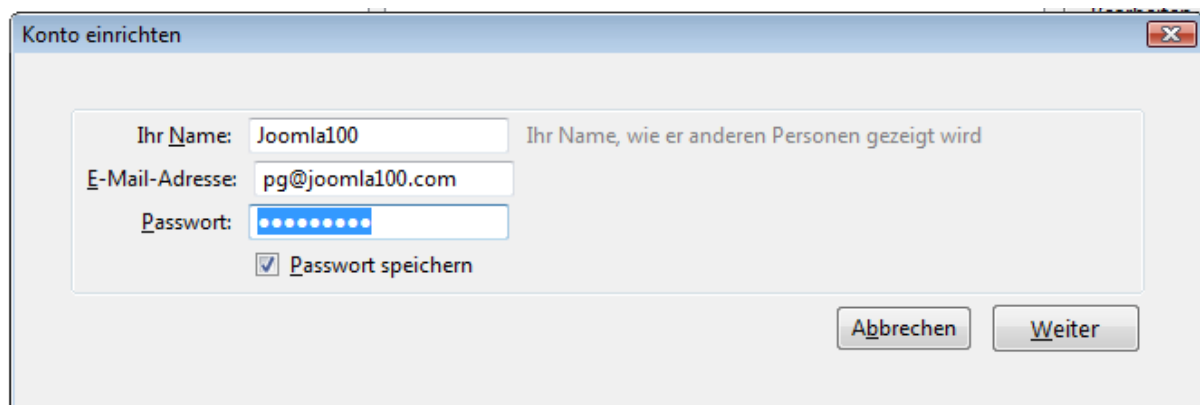 Konto einrichten
Ihr Name: Joomla100 Ihr Name, wie er anderen Personen gezeigt wird
E-Mail-Adresse: pg@joomla100.com
Passwort: •••••••••
Passwort speichern
Abbrechen Weiter